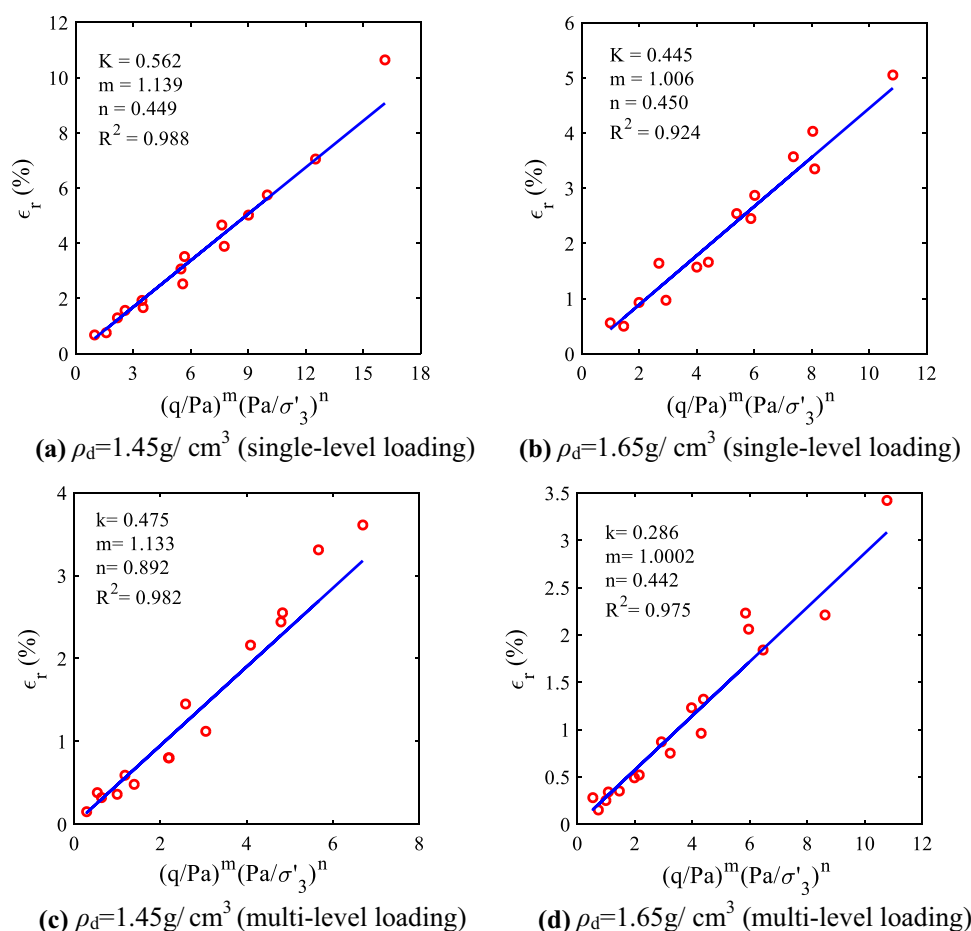 12
10
8
6
4
2
0
K = 0.562
m = 1.139
n = 0.449
R² = 0.988
ϵr (%)
3 6 9 12 15 18
(q/Pa)^m(Pa/σ'₃)^n
(a) ρd=1.45g/ cm³ (single-level loading)
6
5
4
3
2
1
0
K = 0.445
m = 1.006
n = 0.450
R² = 0.924
ϵr (%)
0 2 4 6 8 10 12
(q/Pa)^m(Pa/σ'₃)^n
(b) ρd=1.65g/ cm³ (single-level loading)
4
3
2
1
0
k= 0.475
m= 1.133
n= 0.892
R²= 0.982
ϵr (%)
0 2 4 6 8
(q/Pa)^m(Pa/σ'₃)^n
(c) ρd=1.45g/ cm³ (multi-level loading)
3.5
3
2.5
2
1.5
1
0.5
0
k= 0.286
m= 1.0002
n= 0.442
R²= 0.975
ϵr (%)
0 2 4 6 8 10 12
(q/Pa)^m(Pa/σ'₃)^n
(d) ρd=1.65g/ cm³ (multi-level loading)